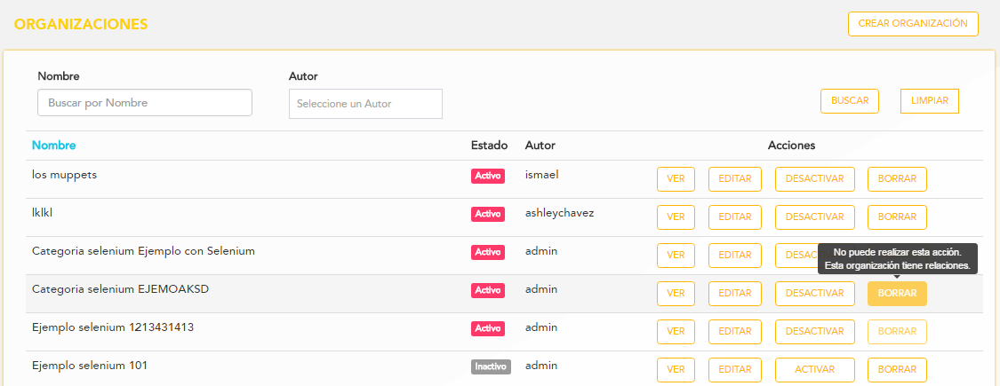 ORGANIZACIONES
CREAR ORGANIZACIÓN
Nombre
Autor
Buscar por Nombre
Seleccione un Autor
BUSCAR
LIMPIAR
Nombre Estado Autor Acciones
los muppets Activo ismael VER EDITAR DESACTIVAR BORRAR
lklkl Activo ashleychavez VER EDITAR DESACTIVAR BORRAR
Categoria selenium Ejemplo con Selenium Activo admin VER EDITAR
No puede realizar esta acción.
Esta organización tiene relaciones.
Categoria selenium EJEMOAKSD Activo admin VER EDITAR DESACTIVAR BORRAR
Ejemplo selenium 1213431413 Activo admin VER EDITAR DESACTIVAR BORRAR
Ejemplo selenium 101 Inactivo admin VER EDITAR ACTIVAR BORRAR